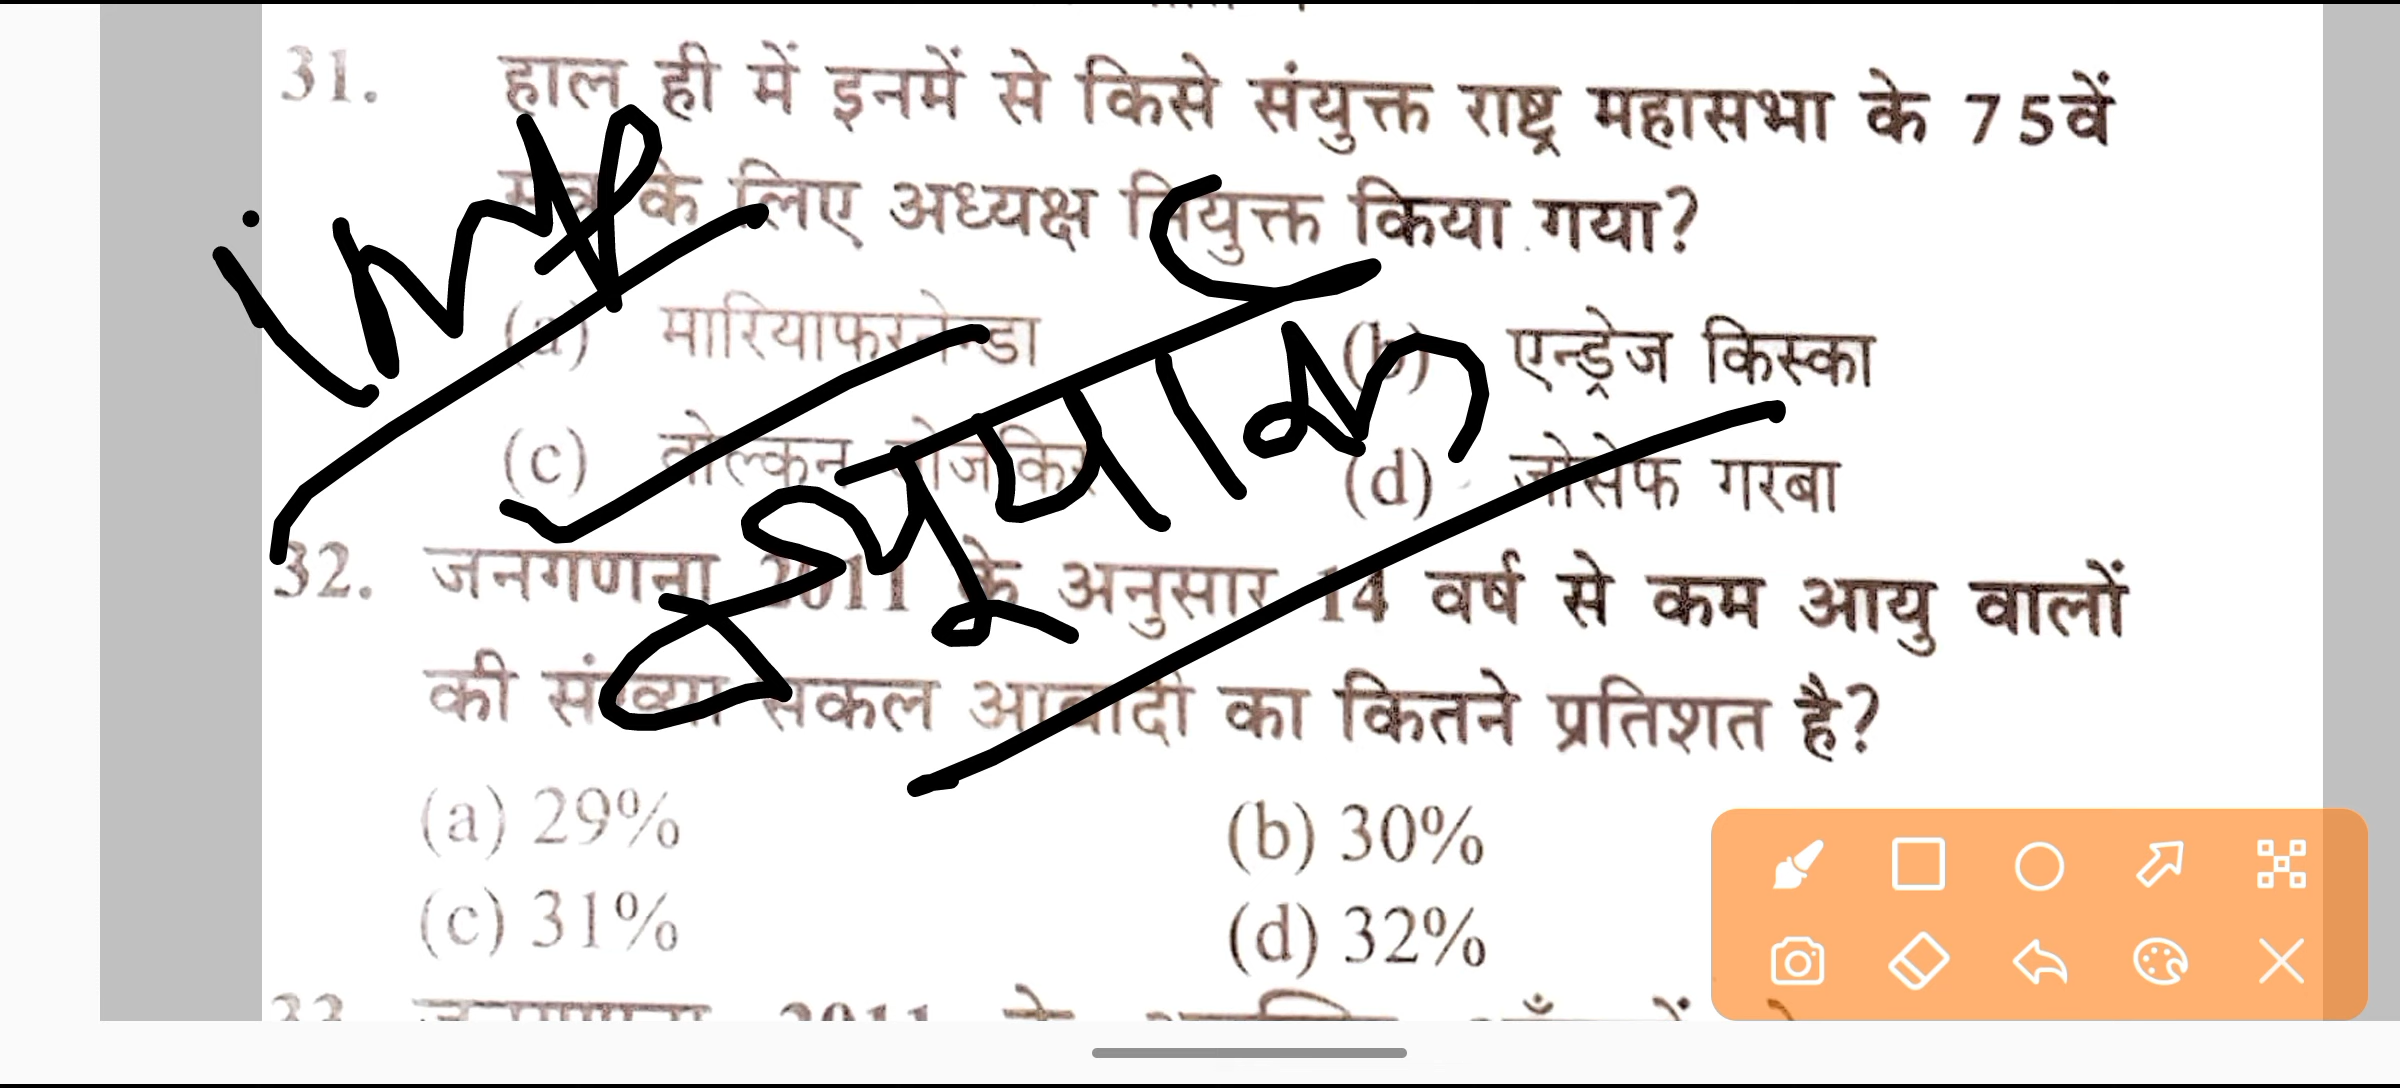 31. हाल ही में इनमें से किसे संयुक्त राष्ट्र महासभा के 75वें
सत्र के लिए अध्यक्ष नियुक्त किया गया?
imp
(a) मारियाफरनेन्डा (b) एन्ड्रेज किस्का
(c) वोल्कन बोजकिर (d) जोसेफ गरबा
न्यूयार्क
32. जनगणना 2011 के अनुसार 14 वर्ष से कम आयु वालों
की संख्या सकल आबादी का कितने प्रतिशत है?
(a) 29% (b) 30%
(c) 31% (d) 32%